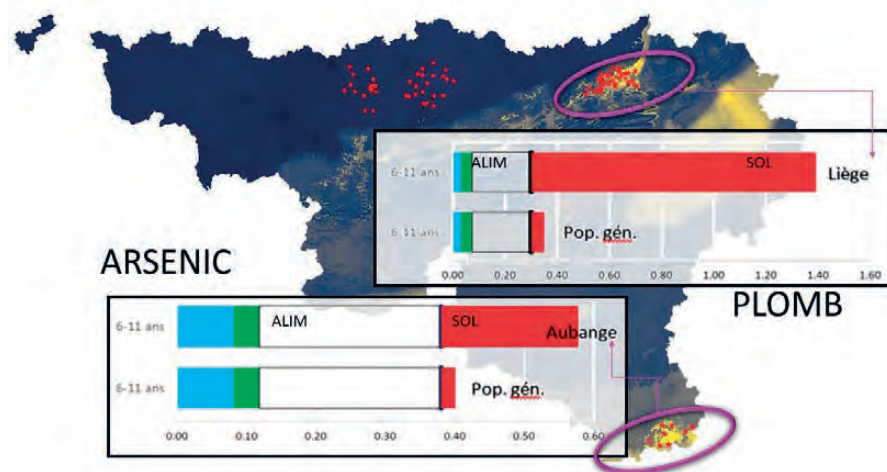 ALIM
SOL
6-11 ans
Liège
6-11 ans
Pop. gén.
0.00 0.20 0.40 0.60 0.80 1.00 1.20 1.40 1.60
ARSENIC
PLOMB
ALIM
SOL
6-11 ans
Aubange
6-11 ans
Pop. gén.
0.00 0.10 0.20 0.30 0.40 0.50 0.60